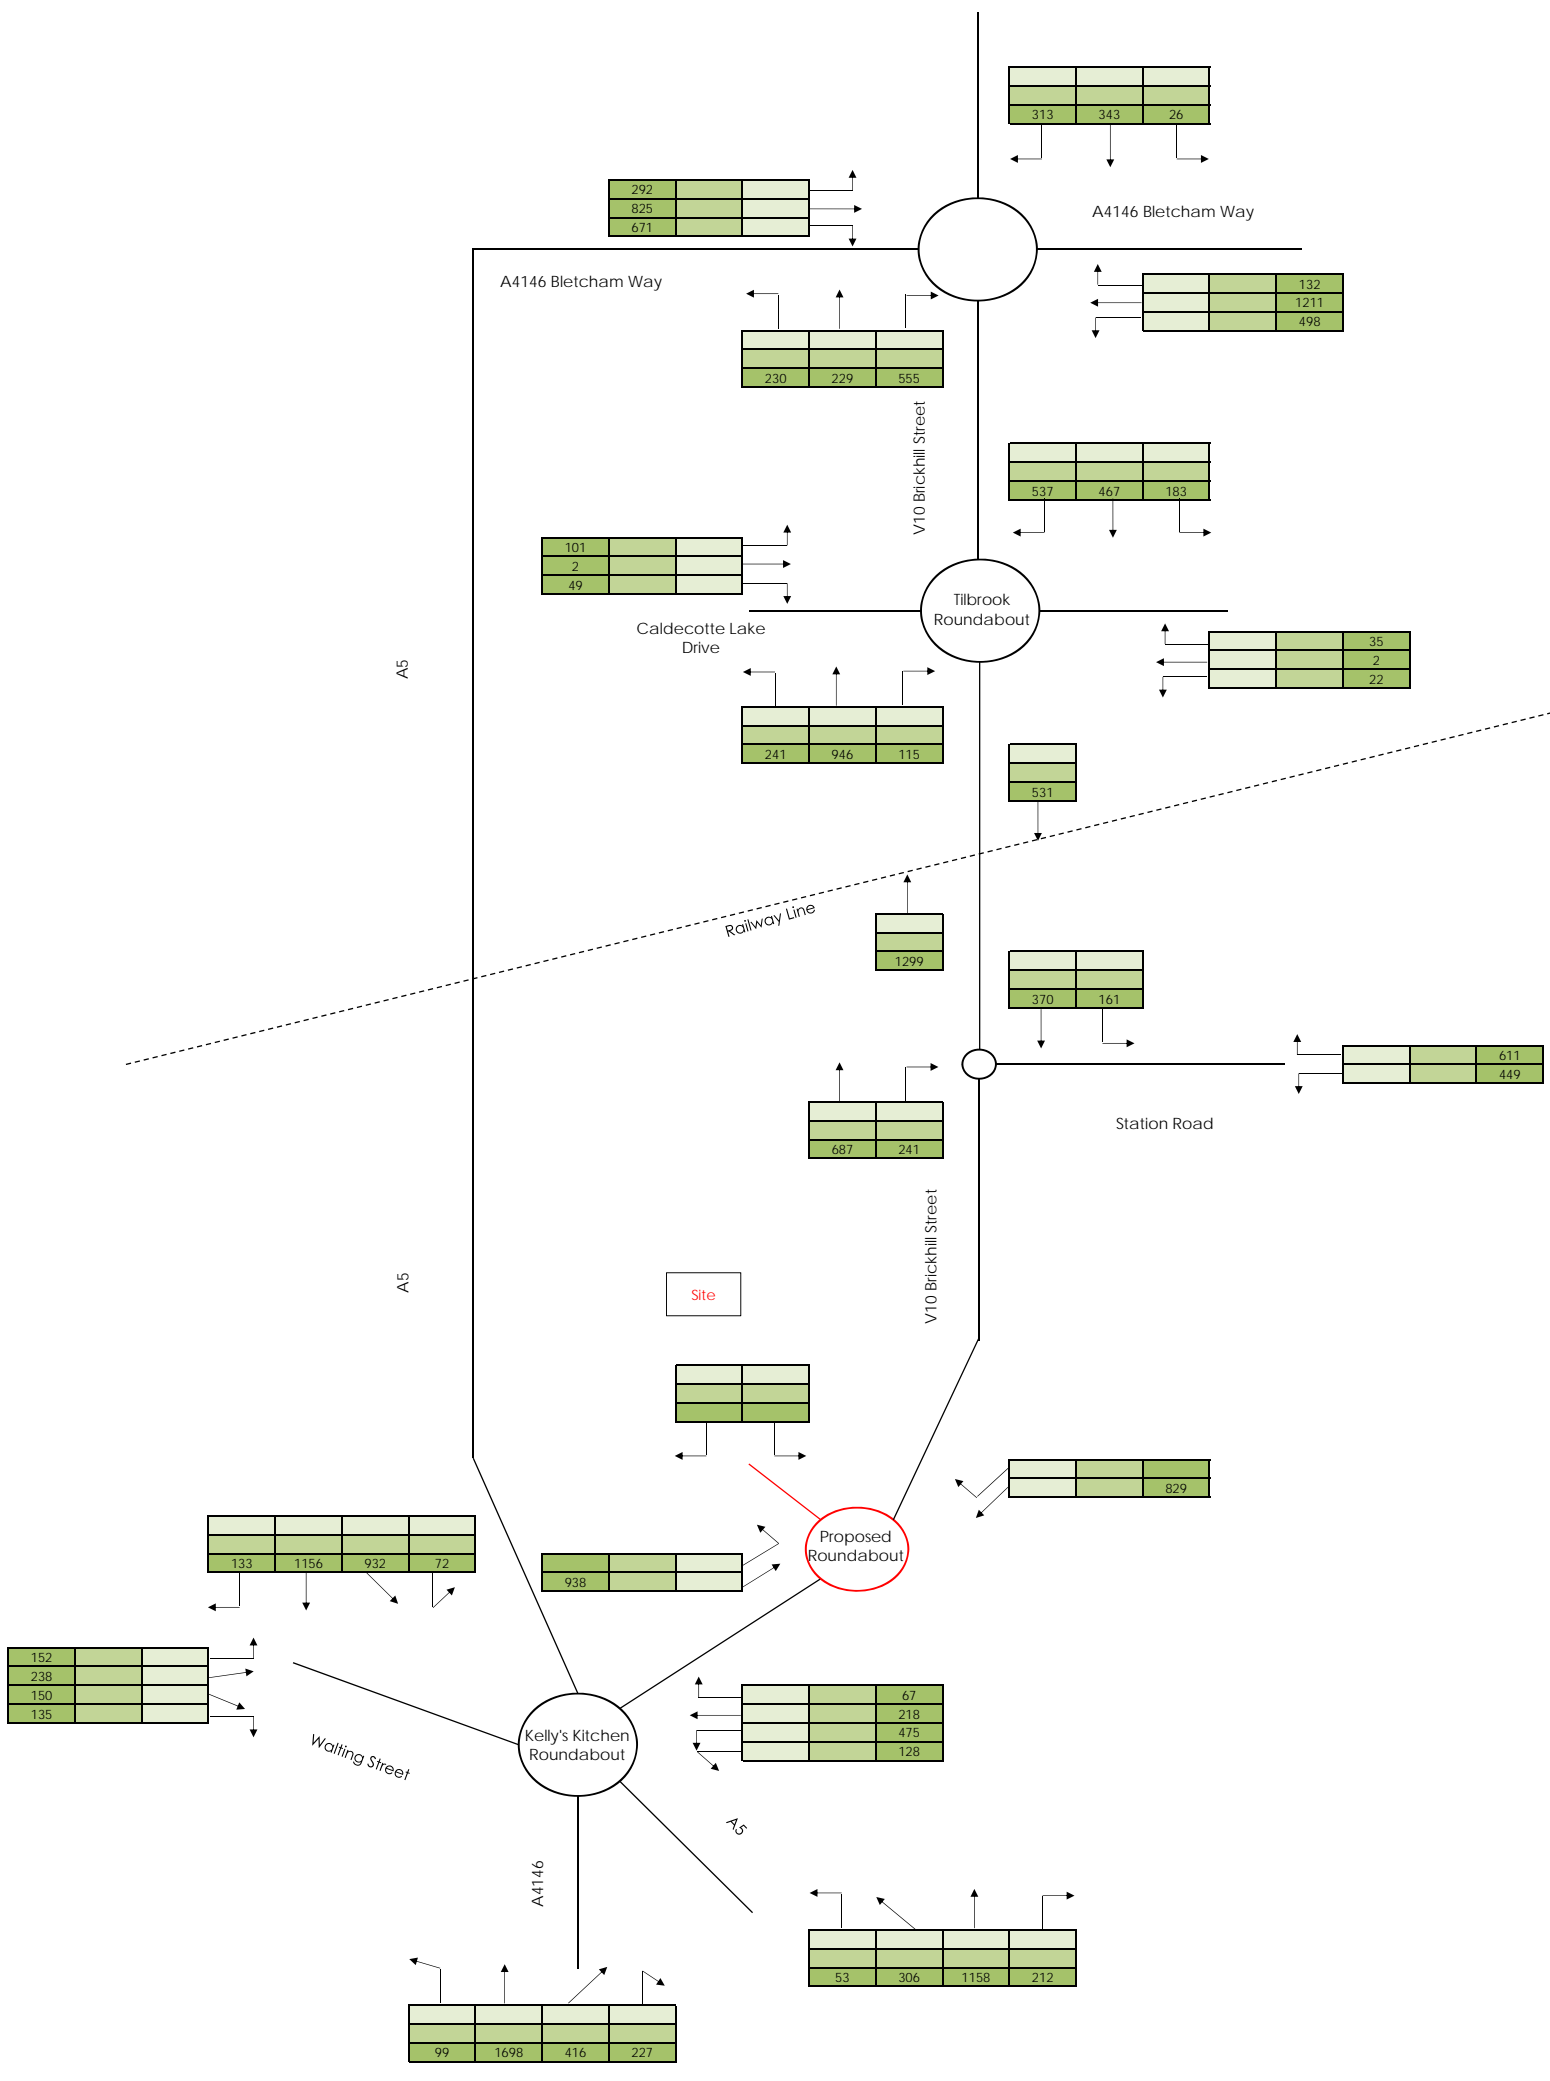 313 343 26
292
825
671
A4146 Bletcham Way
A4146 Bletcham Way
132
1211
498
230 229 555
V10 Brickhill Street
537 467 183
101
2
49
Tilbrook
Roundabout
Caldecotte Lake
Drive
35
2
22
A5
241 946 115
531
Railway Line
1299
370 161
611
449
Station Road
687 241
V10 Brickhill Street
A5
Site
829
Proposed
Roundabout
938
133 1156 932 72
152
238
150
135
67
218
475
128
Kelly's Kitchen
Roundabout
Walting Street
A5
A4146
53 306 1158 212
99 1698 416 227